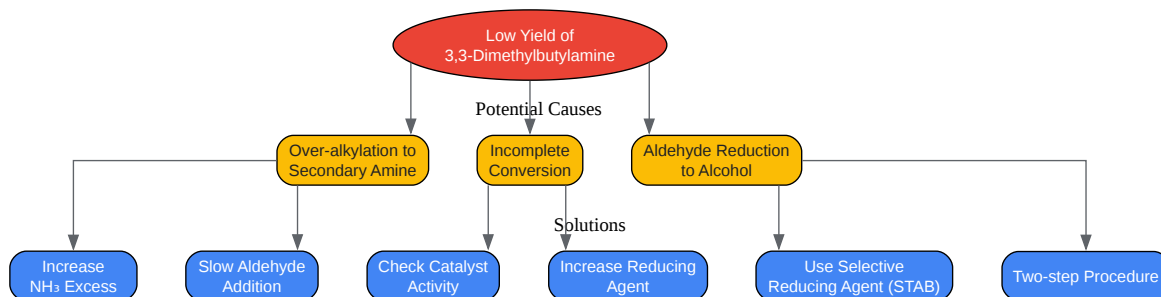 Low Yield of
3,3-Dimethylbutylamine
Potential Causes
Over-alkylation to
Secondary Amine
Incomplete
Conversion
Aldehyde Reduction
to Alcohol
Solutions
Increase
NH₃ Excess
Slow Aldehyde
Addition
Check Catalyst
Activity
Increase Reducing
Agent
Use Selective
Reducing Agent (STAB)
Two-step Procedure